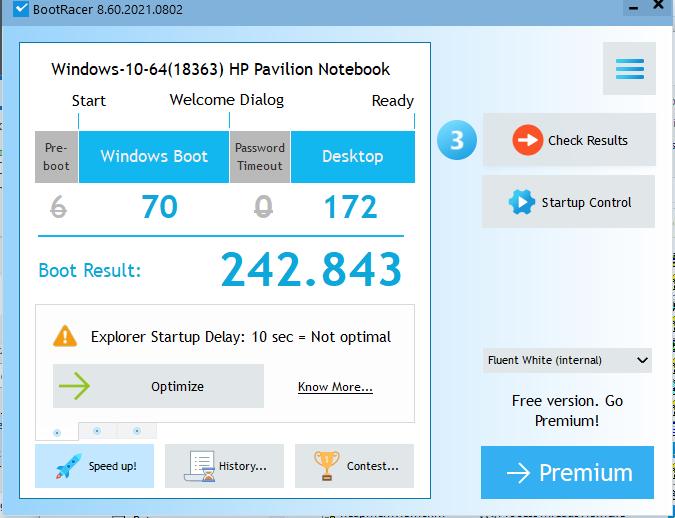 BootRacer 8.60.2021.0802
Windows-10-64(18363) HP Pavilion Notebook
Start
Welcome Dialog
Ready
Pre-
boot
Windows Boot
Password
Timeout
Desktop
6
70
0
172
Boot Result:
242.843
Explorer Startup Delay: 10 sec = Not optimal
Optimize
Know More...
Speed up!
History...
Contest...
3
Check Results
Startup Control
Fluent White (internal)
Free version. Go
Premium!
Premium